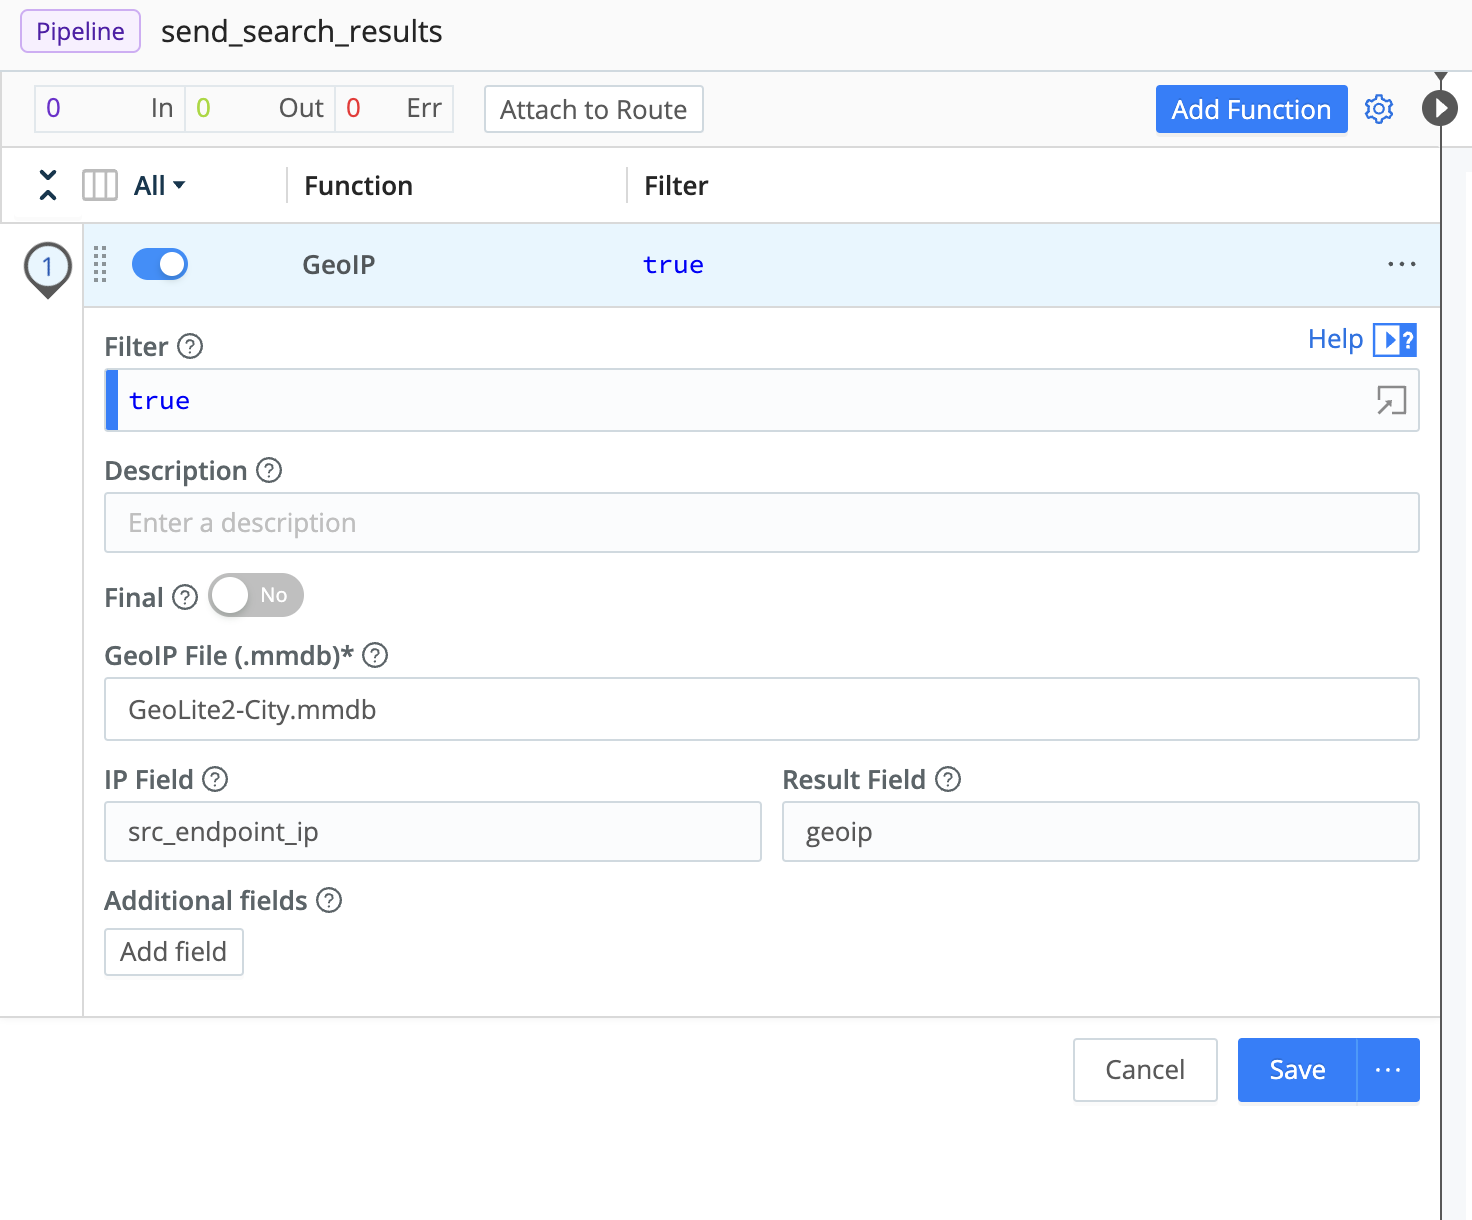 Pipeline send_search_results
0 In 0 Out 0 Err Attach to Route Add Function
All Function Filter
1 GeoIP true ...
Filter ? Help ?
true
Description ?
Enter a description
Final ? No
GeoIP File (.mmdb)* ?
GeoLite2-City.mmdb
IP Field ? Result Field ?
src_endpoint_ip geoip
Additional fields ?
Add field
Cancel Save ...